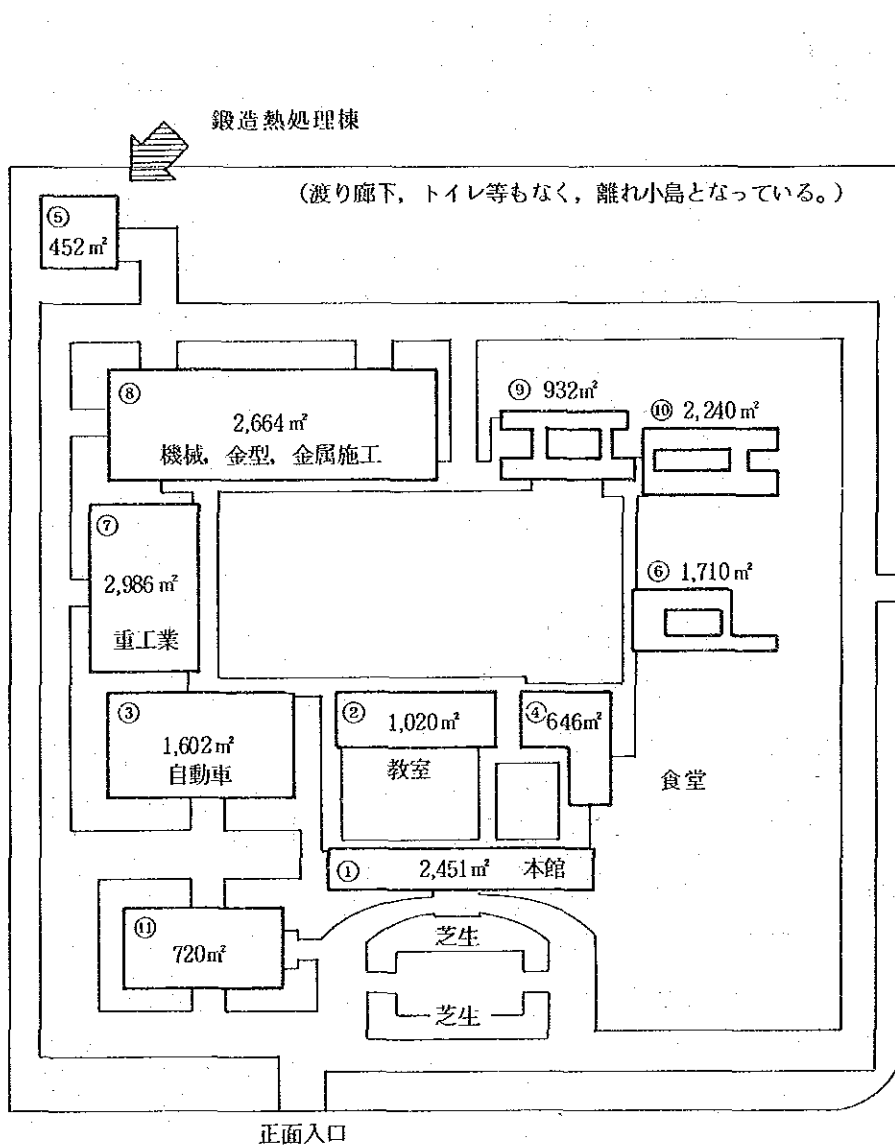 鍛造熱処理棟
(渡り廊下,トイレ等もなく,離れ小島となっている。)
⑤
452㎡
⑧
2,664㎡
機械,金型,金属施工
⑨ 932㎡
⑩ 2,240㎡
⑦
2,986㎡
重工業
⑥ 1,710㎡
③
1,602㎡
自動車
② 1,020㎡
教室
④ 646㎡
食堂
① 2,451㎡ 本館
⑪
720㎡
芝生
芝生
正面入口